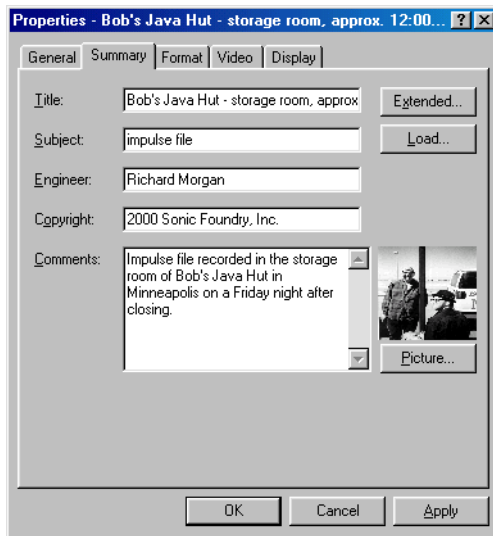 Properties - Bob's Java Hut - storage room, approx. 12:00...
General Summary Format Video Display
Title: Bob's Java Hut - storage room, approx Extended...
Subject: impulse file Load...
Engineer: Richard Morgan
Copyright: 2000 Sonic Foundry, Inc.
Comments: Impulse file recorded in the storage
room of Bob's Java Hut in
Minneapolis on a Friday night after
closing.
Picture...
OK Cancel Apply